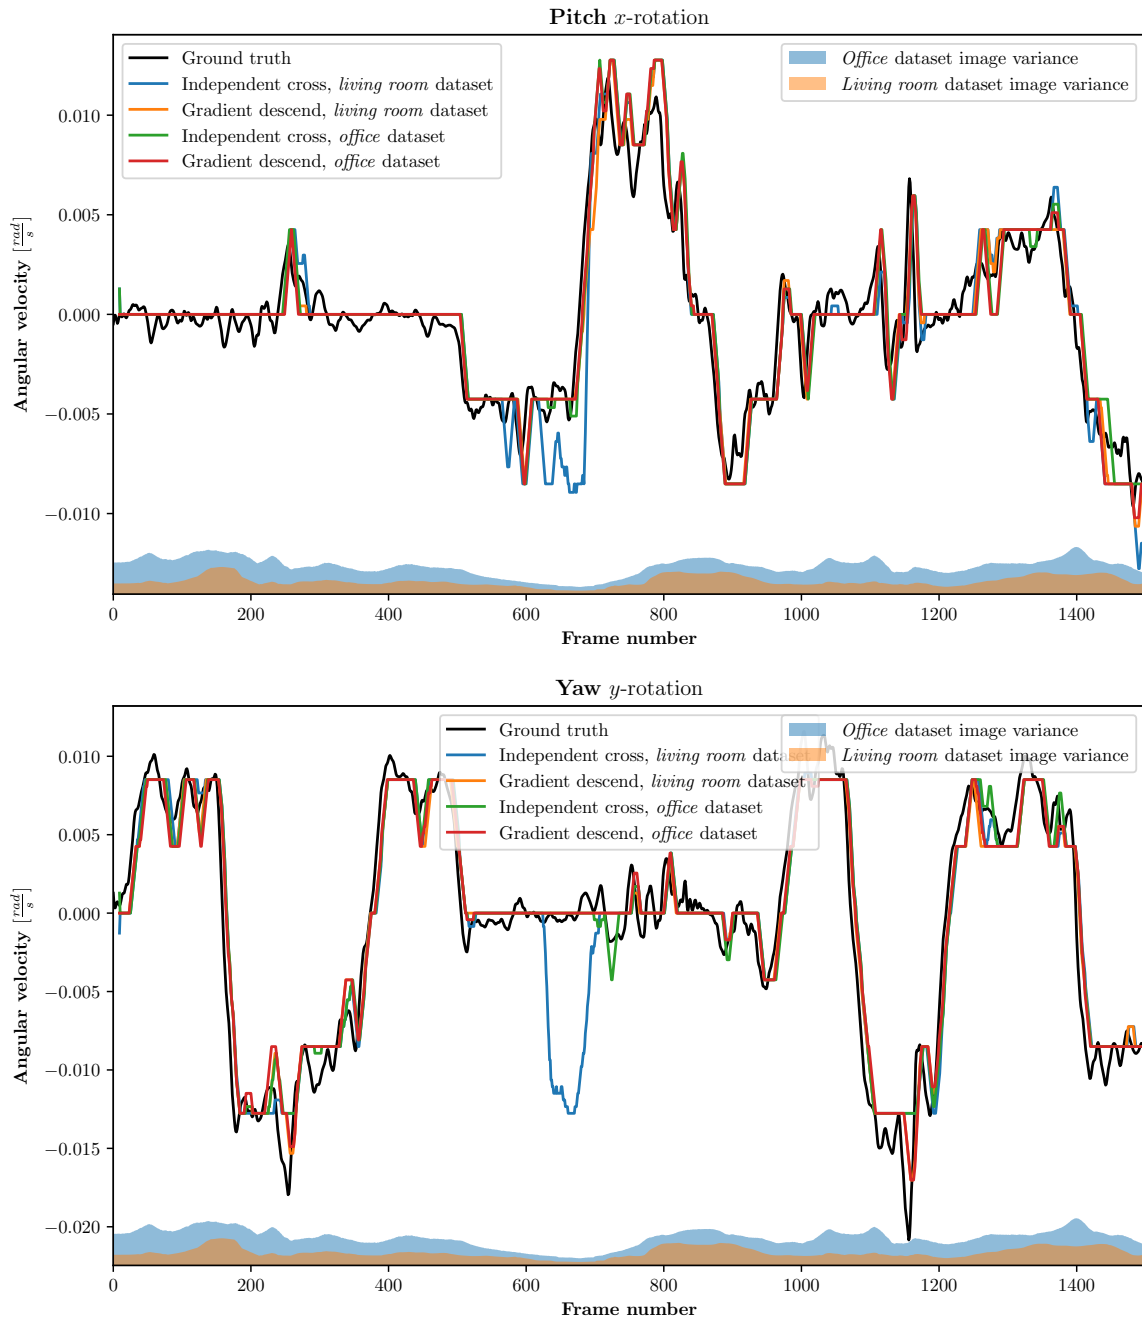 Pitch x-rotation
Ground truth
Independent cross, living room dataset
Gradient descend, living room dataset
Independent cross, office dataset
Gradient descend, office dataset
Office dataset image variance
Living room dataset image variance
0.010
0.005
0.000
−0.005
−0.010
Angular velocity [rad/s]
0 200 400 600 800 1000 1200 1400
Frame number
Yaw y-rotation
Ground truth
Independent cross, living room dataset
Gradient descend, living room dataset
Independent cross, office dataset
Gradient descend, office dataset
Office dataset image variance
Living room dataset image variance
0.010
0.005
0.000
−0.005
−0.010
−0.015
−0.020
Angular velocity [rad/s]
0 200 400 600 800 1000 1200 1400
Frame number